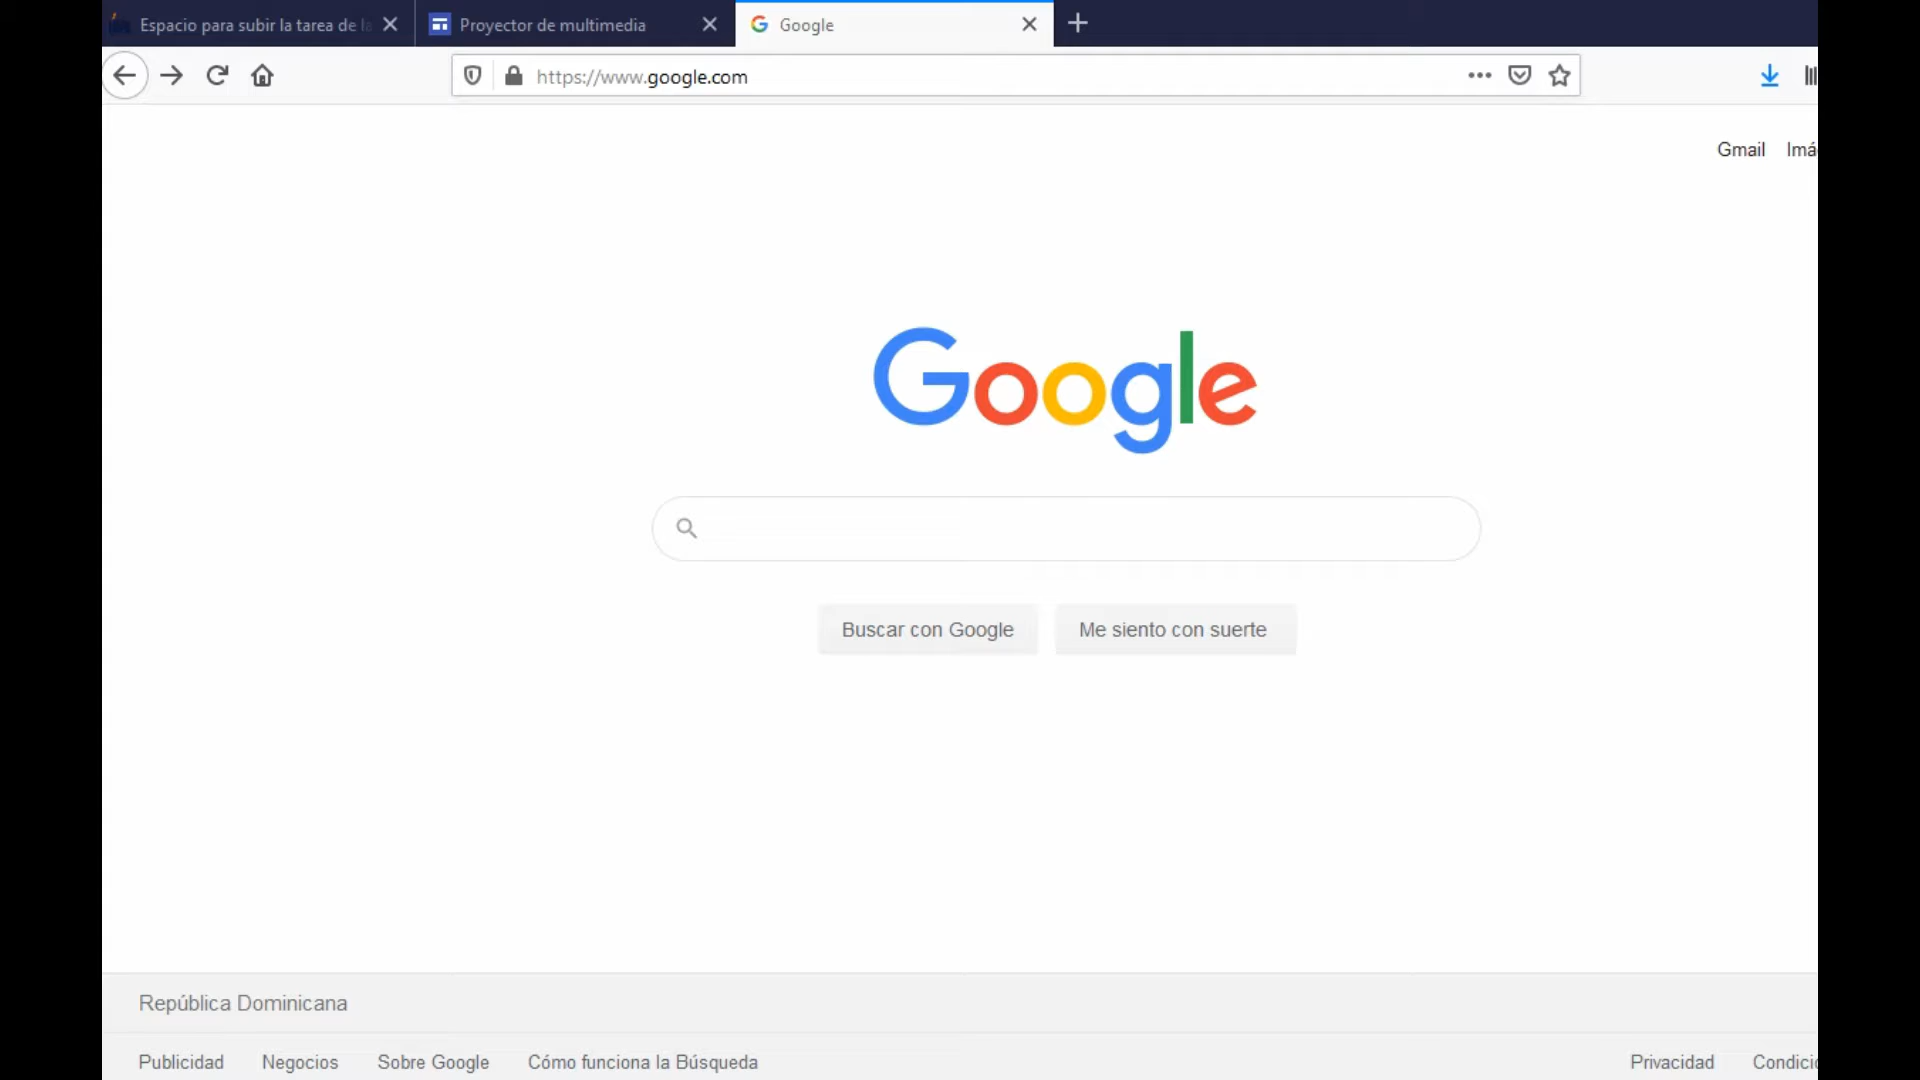 Espacio para subir la tarea de la
Proyector de multimedia
Google
https://www.google.com
Gmail
Google
Buscar con Google
Me siento con suerte
República Dominicana
Publicidad
Negocios
Sobre Google
Cómo funciona la Búsqueda
Privacidad